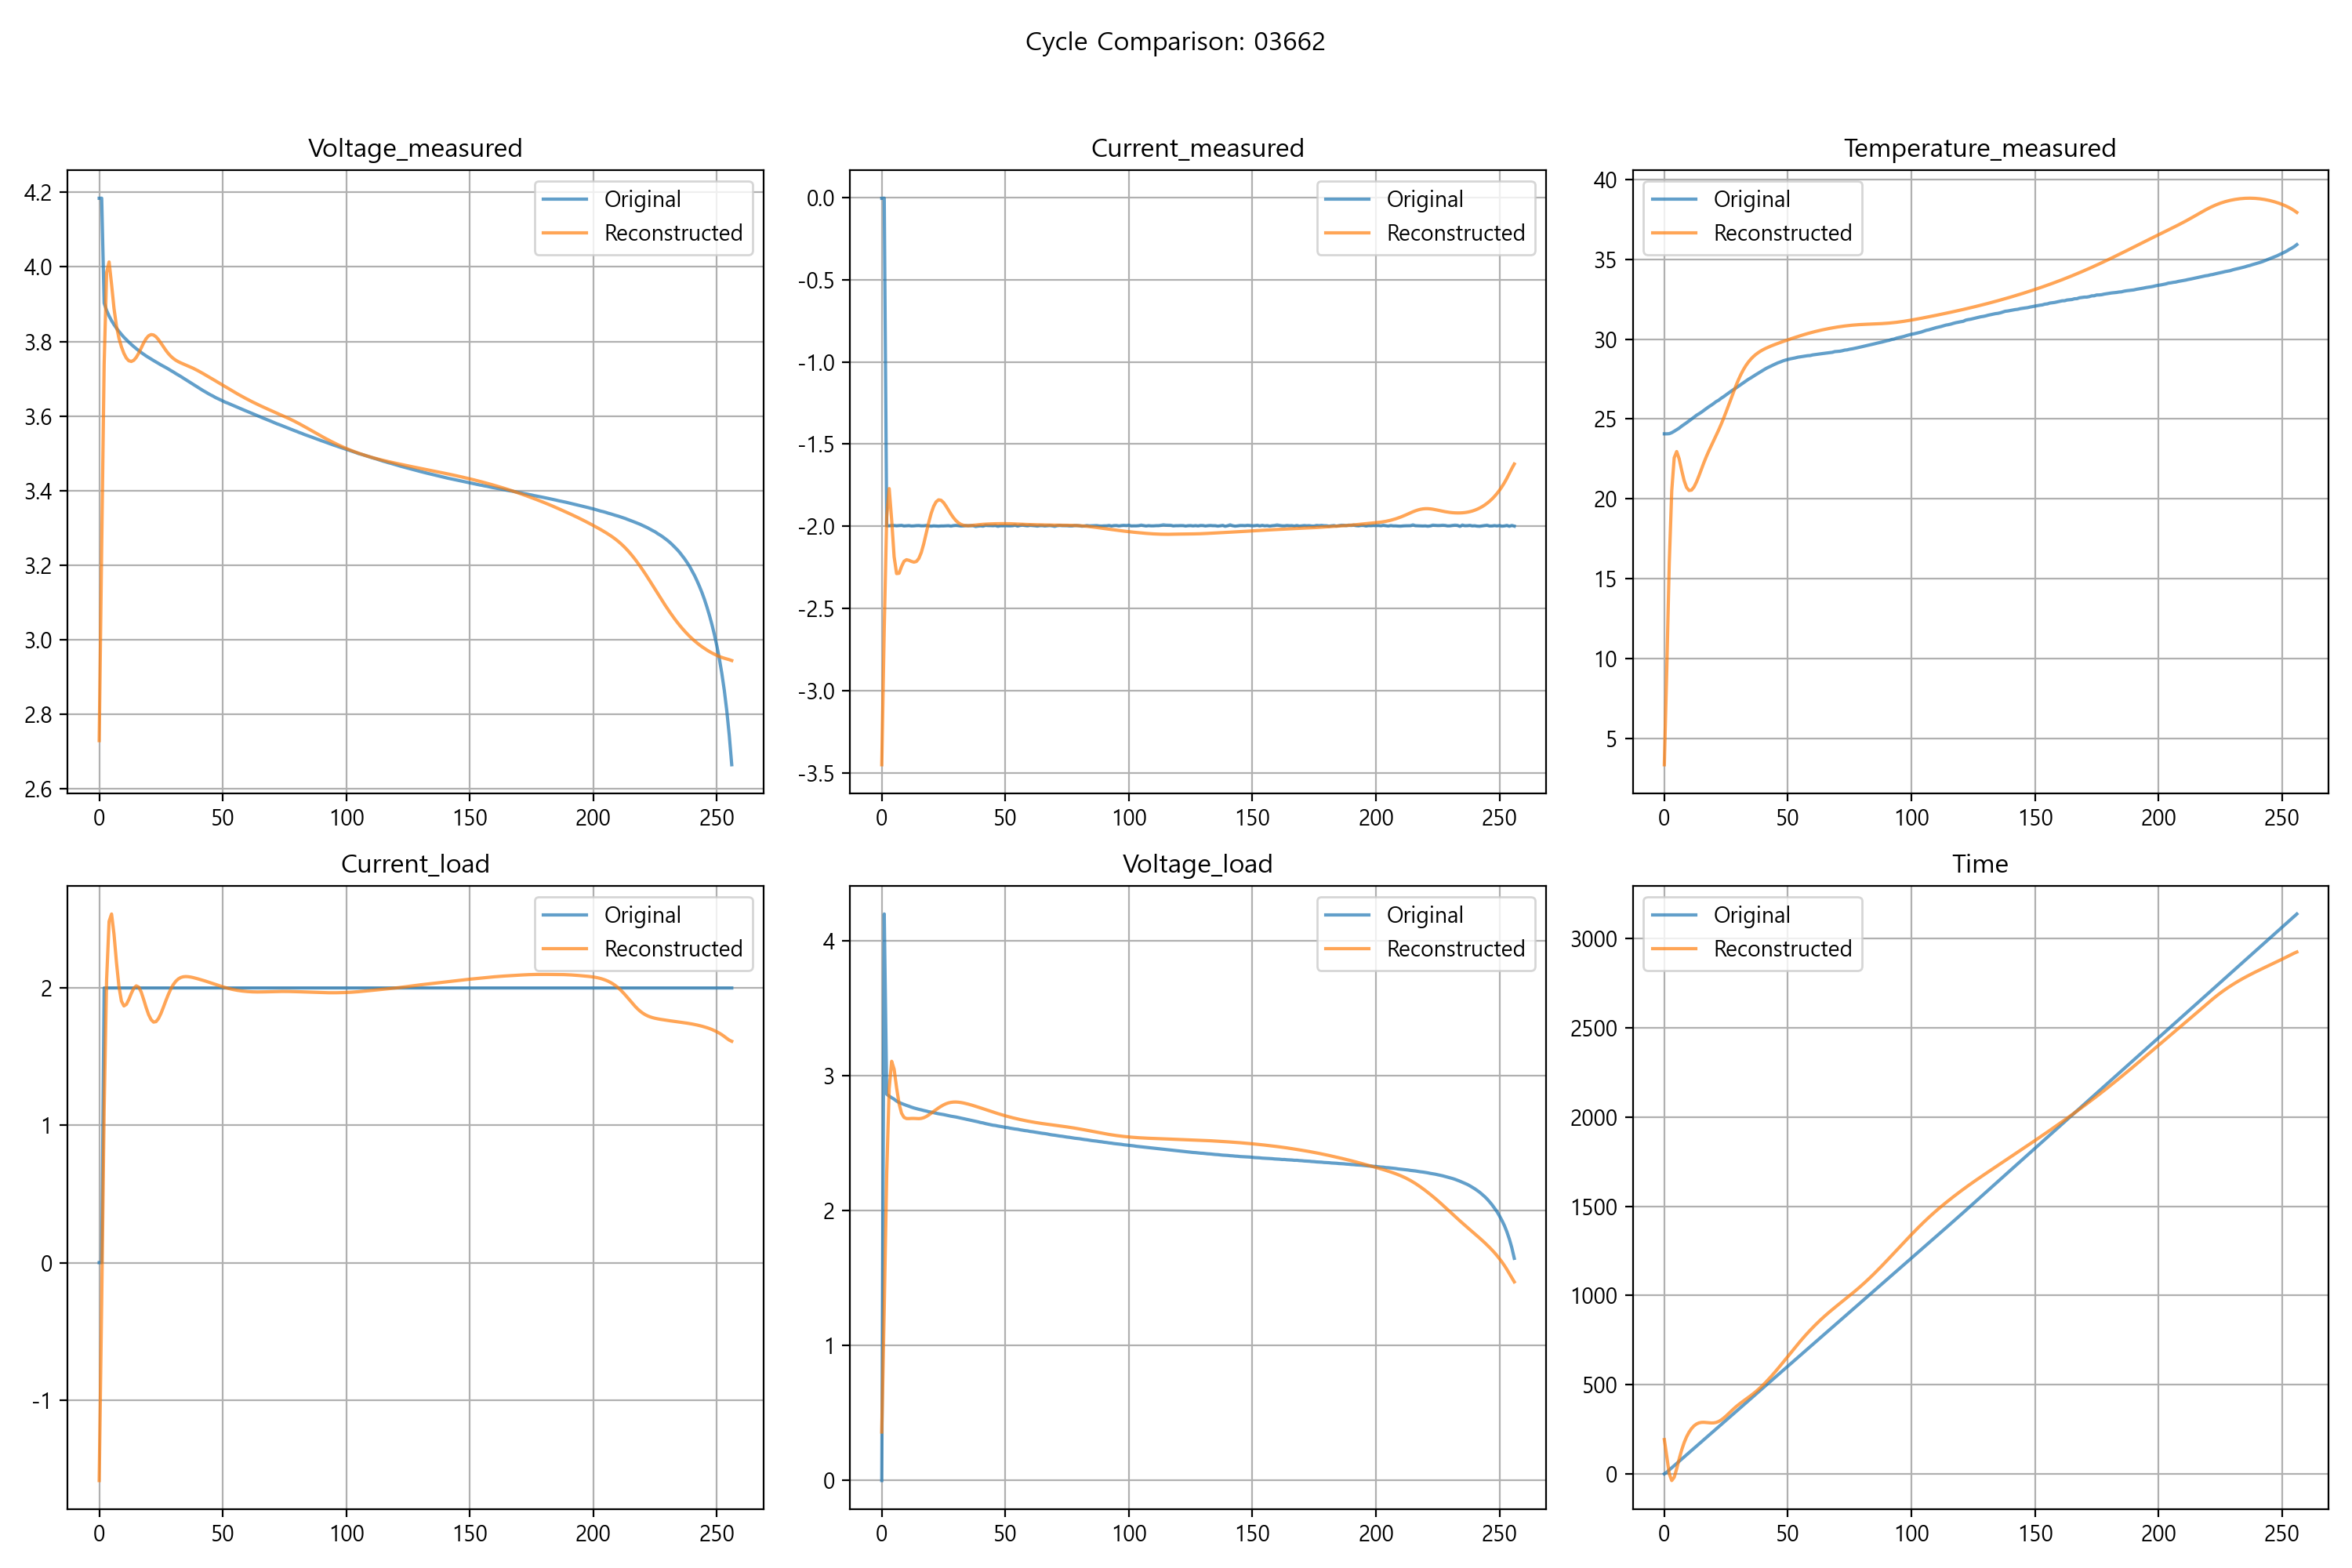 Cycle Comparison: 03662
Voltage_measured
Current_measured
Temperature_measured
4.2
4.0
3.8
3.6
3.4
3.2
3.0
2.8
2.6
0 50 100 150 200 250
Original
Reconstructed
0.0
-0.5
-1.0
-1.5
-2.0
-2.5
-3.0
-3.5
0 50 100 150 200 250
Original
Reconstructed
40
35
30
25
20
15
10
5
0 50 100 150 200 250
Original
Reconstructed
Current_load
Voltage_load
Time
2
1
0
-1
0 50 100 150 200 250
Original
Reconstructed
4
3
2
1
0
0 50 100 150 200 250
Original
Reconstructed
3000
2500
2000
1500
1000
500
0
0 50 100 150 200 250
Original
Reconstructed